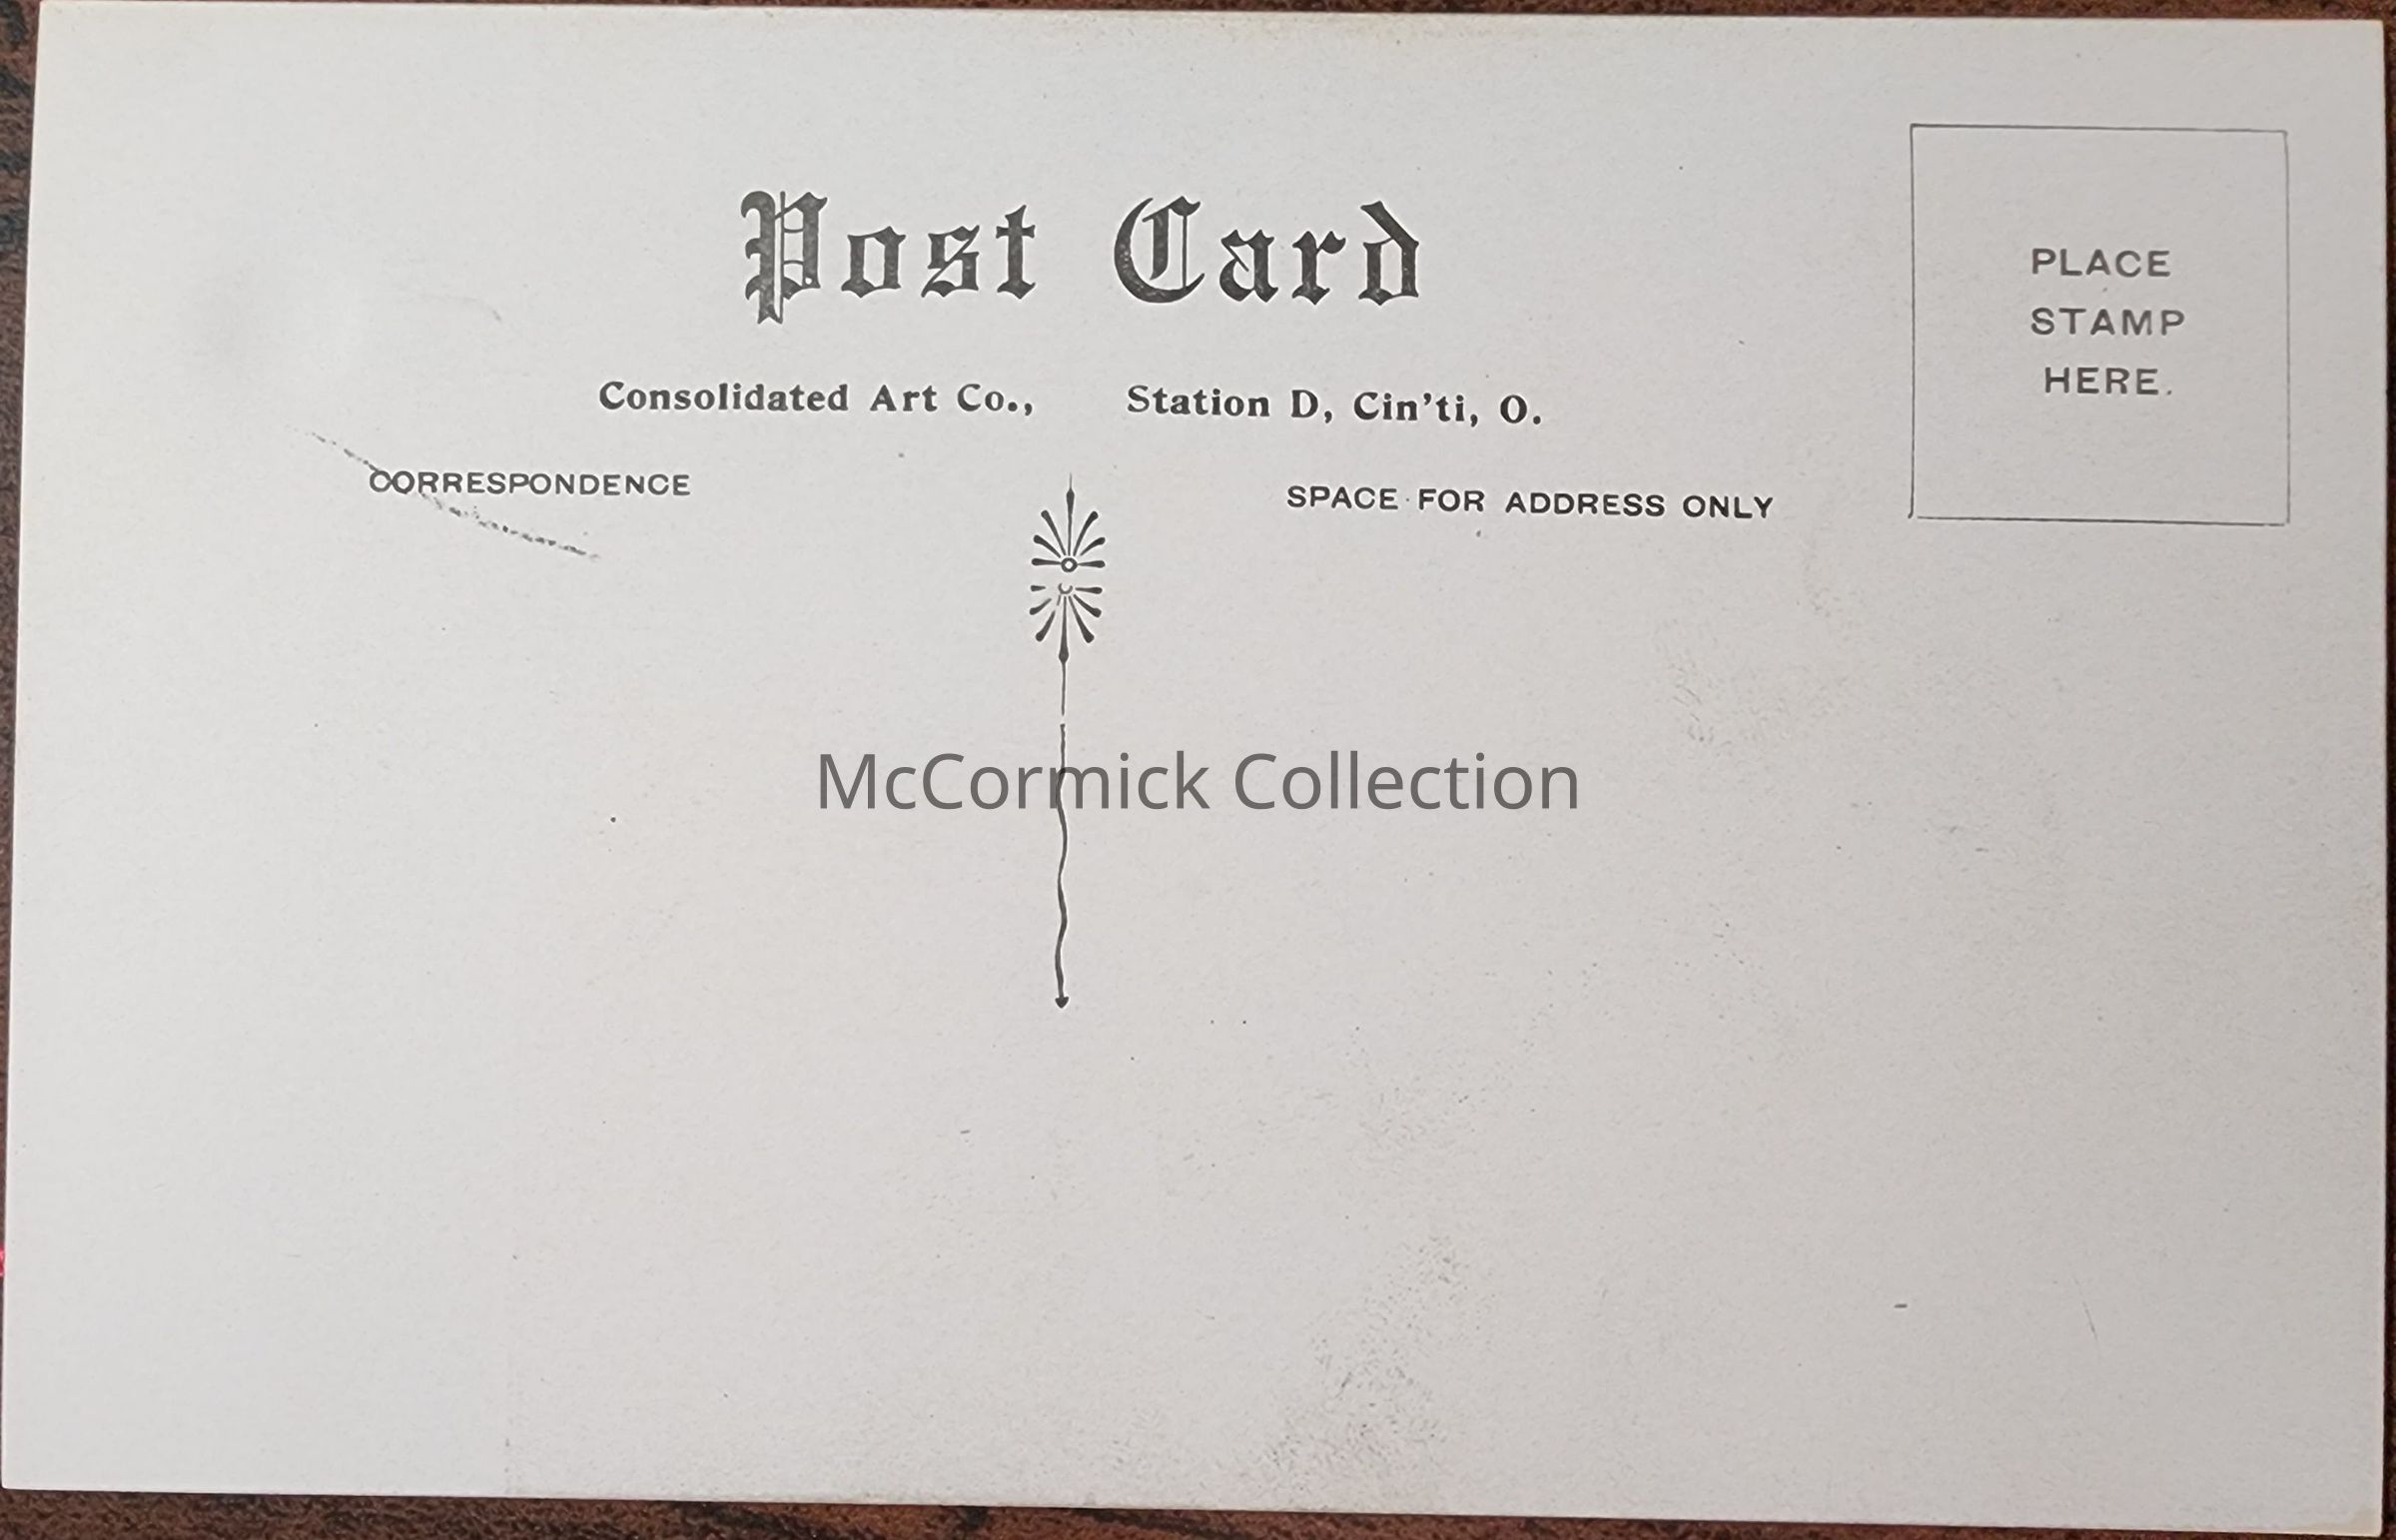 Post Card
PLACE
STAMP
HERE.
Consolidated Art Co., Station D, Cin'ti, O.
CORRESPONDENCE
SPACE FOR ADDRESS ONLY
McCormick Collection